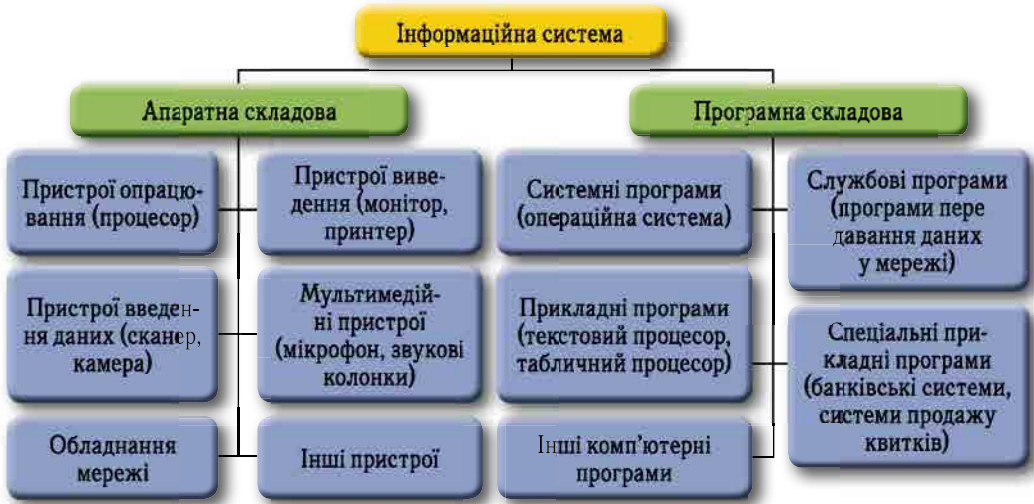 Інформаційна система
Апаратна складова
Програмна складова
Пристрої опрацю-
вання (процесор)
Пристрої виве-
дення (монітор,
принтер)
Пристрої введен-
ня даних (сканер,
камера)
Мультимедій-
ні пристрої
(мікрофон, звукові
колонки)
Обладнання
мережі
Інші пристрої
Системні програми
(операційна система)
Службові програми
(програми пере
давання даних
у мережі)
Прикладні програми
(текстовий процесор,
табличний процесор)
Спеціальні при-
кладні програми
(банківські системи,
системи продажу
квитків)
Інші комп’ютерні
програми